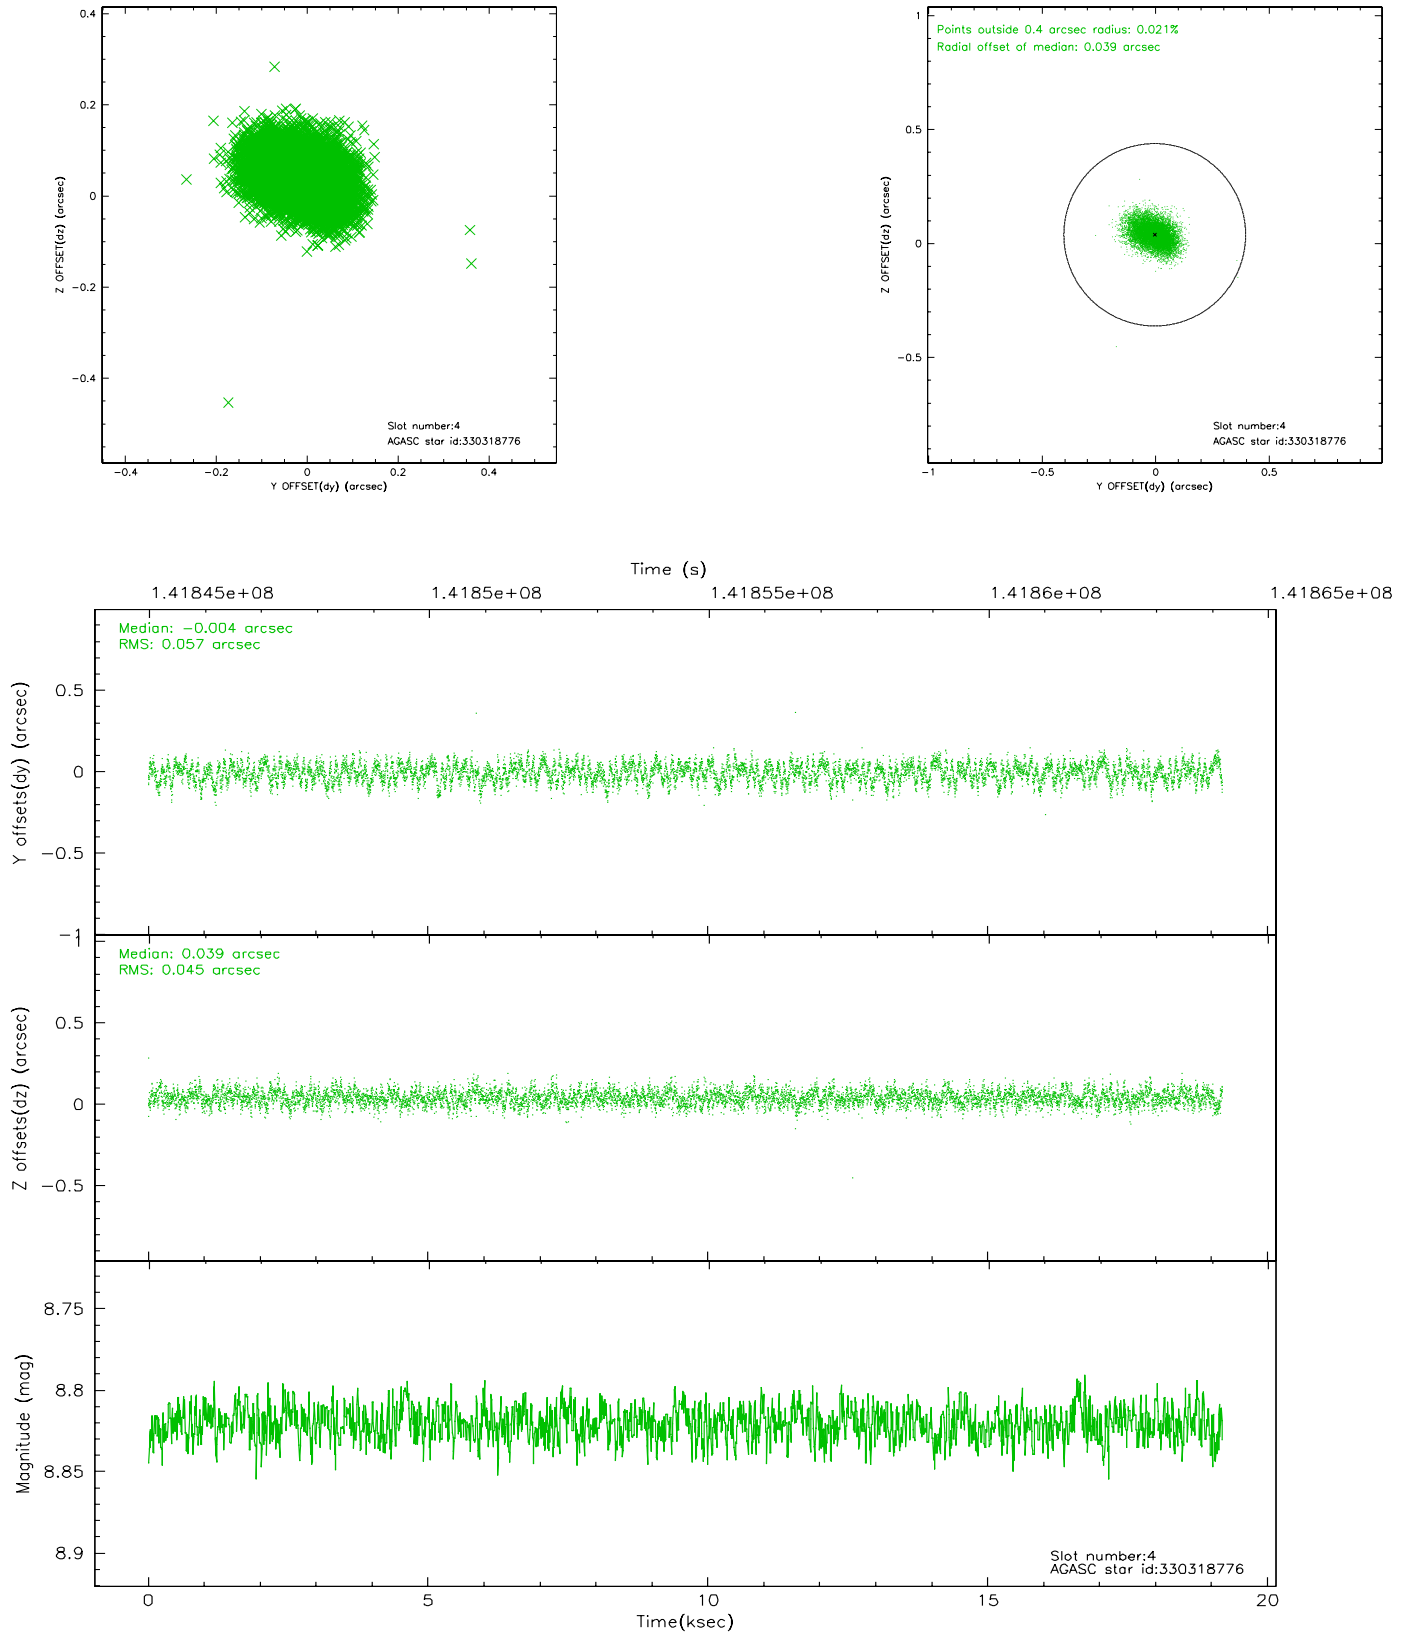 0.4
0.2
0
-0.2
-0.4
Z OFFSET(dz) (arcsec)
Slot number:4
AGASC star id:330318776
-0.4 -0.2 0 0.2 0.4
Y OFFSET(dy) (arcsec)
Points outside 0.4 arcsec radius: 0.021%
Radial offset of median: 0.039 arcsec
1
0.5
0
-0.5
Z OFFSET(dz) (arcsec)
Slot number:4
AGASC star id:330318776
-1 -0.5 0 0.5
Y OFFSET(dy) (arcsec)
Time (s)
1.41845e+08 1.4185e+08 1.41855e+08 1.4186e+08 1.41865e+08
Median: -0.004 arcsec
RMS: 0.057 arcsec
0.5
0
-0.5
-1
Y offsets(dy) (arcsec)
Median: 0.039 arcsec
RMS: 0.045 arcsec
1
0.5
0
-0.5
Z offsets(dz) (arcsec)
8.75
8.8
8.85
8.9
Magnitude (mag)
Slot number:4
AGASC star id:330318776
0 5 10 15 20
Time(ksec)